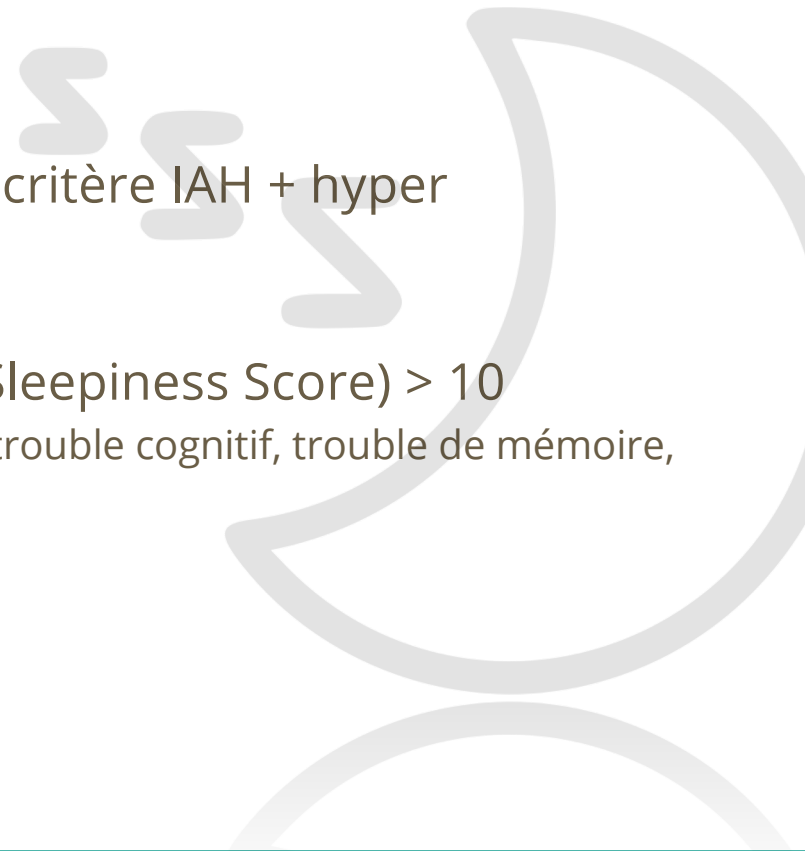 critère IAH + hyper
Sleepiness Score) > 10
trouble cognitif, trouble de mémoire,